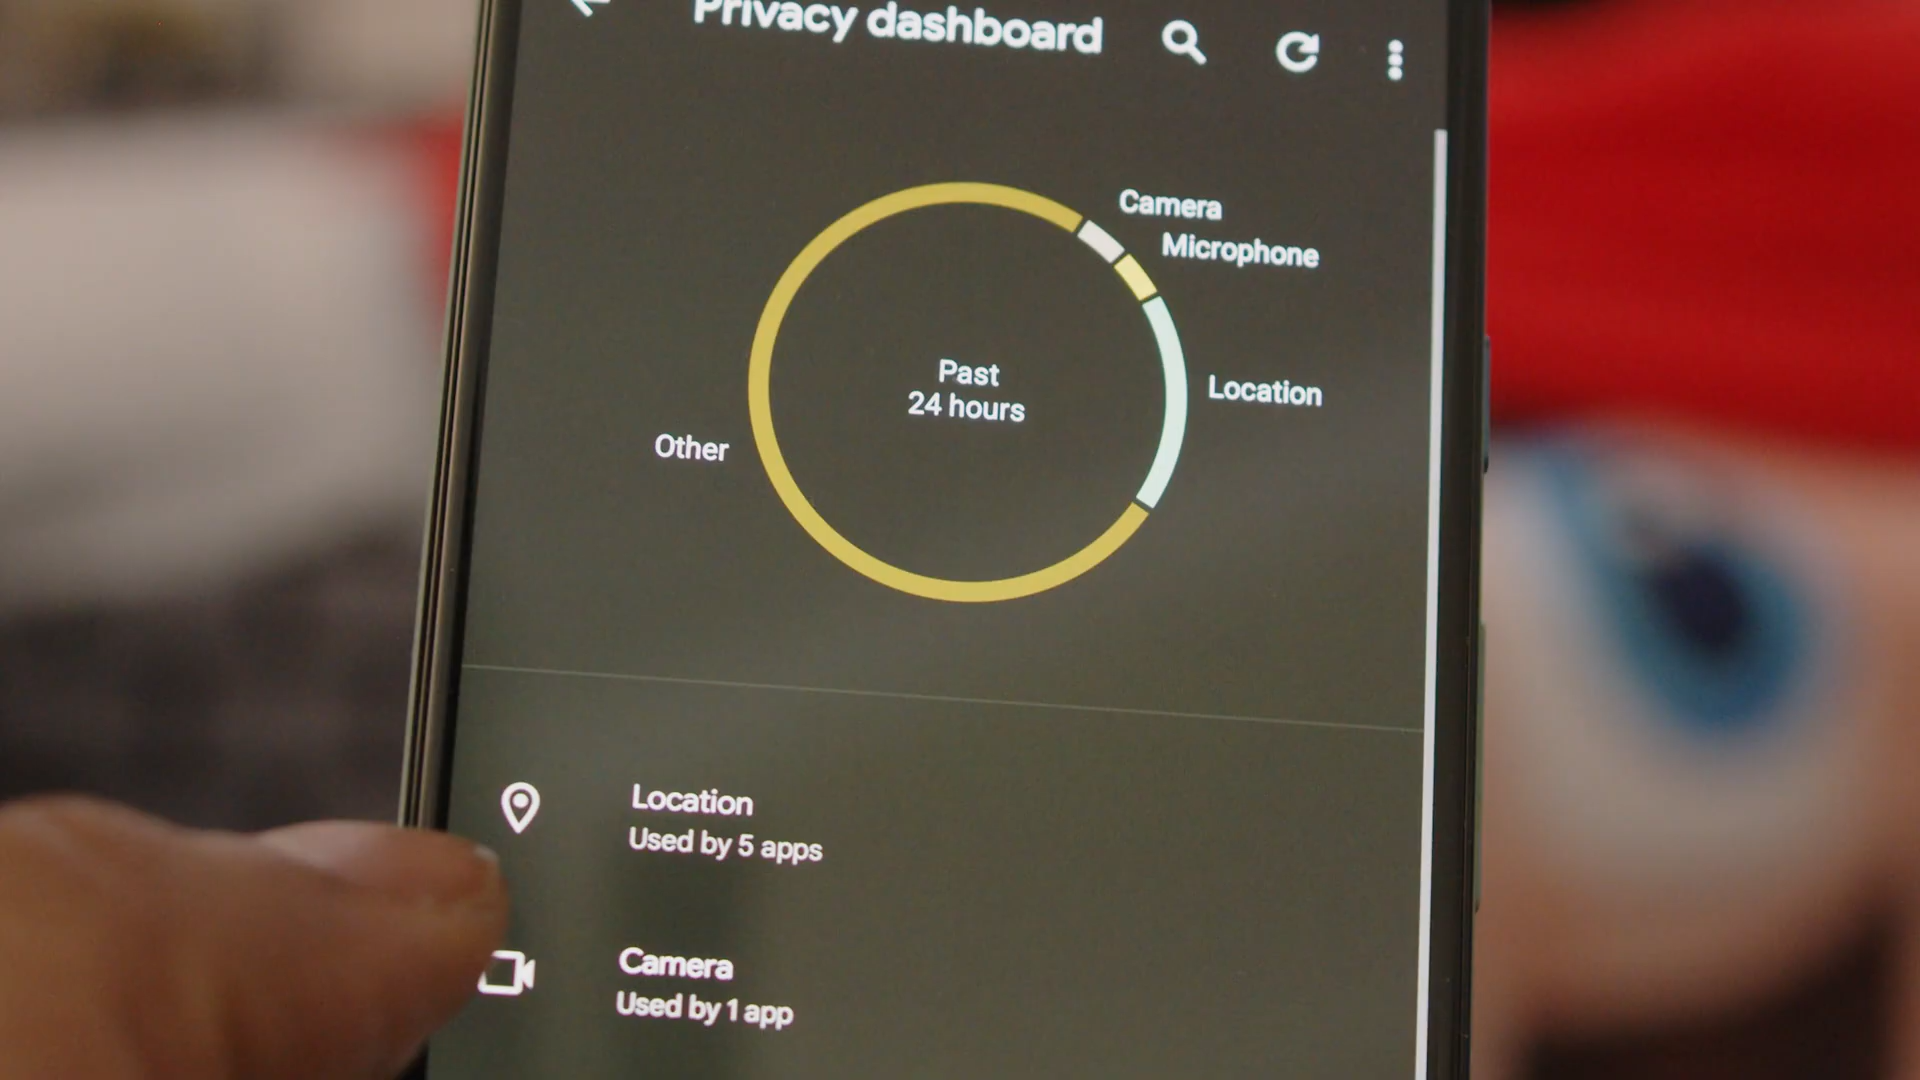 Privacy dashboard
Camera
Microphone
Past
24 hours
Location
Other
Location
Used by 5 apps
Camera
Used by 1 app